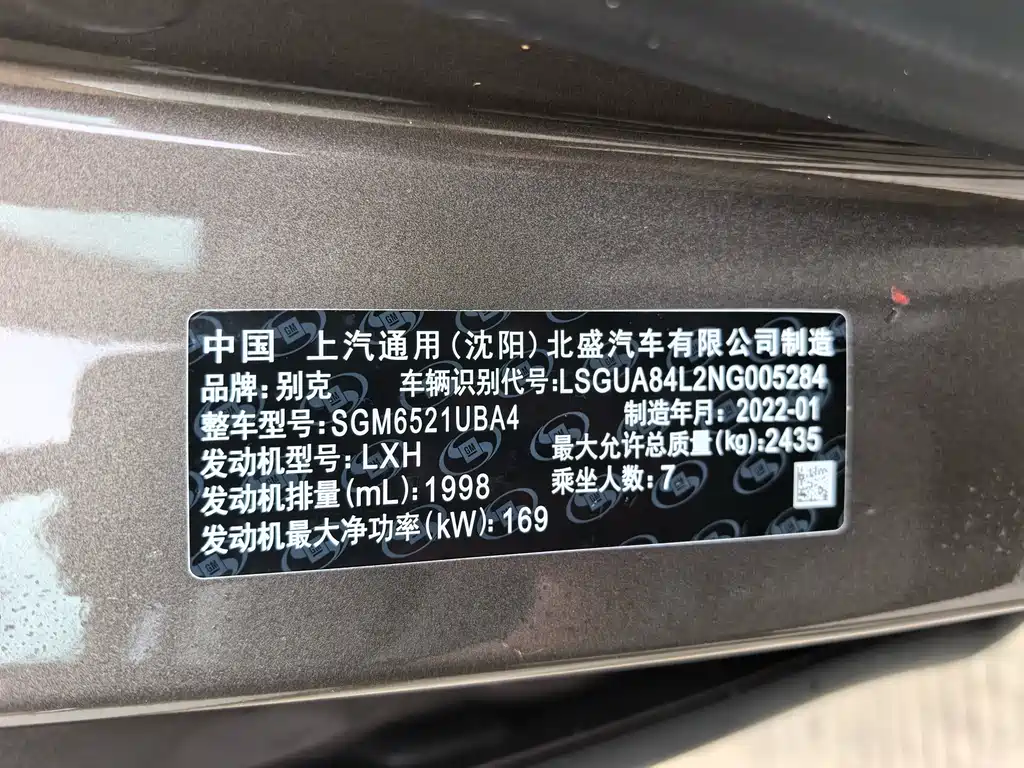 中国 上汽通用(沈阳)北盛汽车有限公司制造
品牌:别克 车辆识别代号:LSGUA84L2NG005284
整车型号:SGM6521UBA4 制造年月:2022-01
发动机型号:LXH 最大允许总质量(kg):2435
发动机排量(mL):1998 乘坐人数:7
发动机最大净功率(kW):169